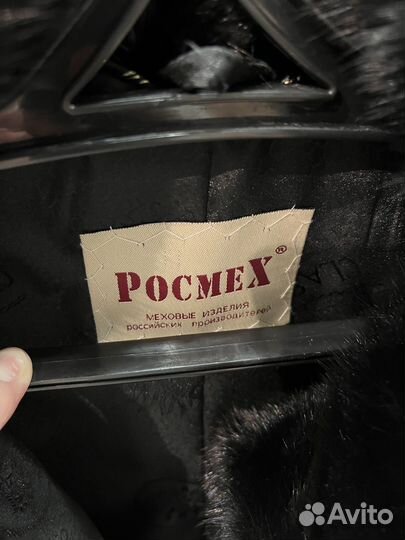 РОСМЕХ®
МЕХОВЫЕ ИЗДЕЛИЯ
российских производителей
Avito